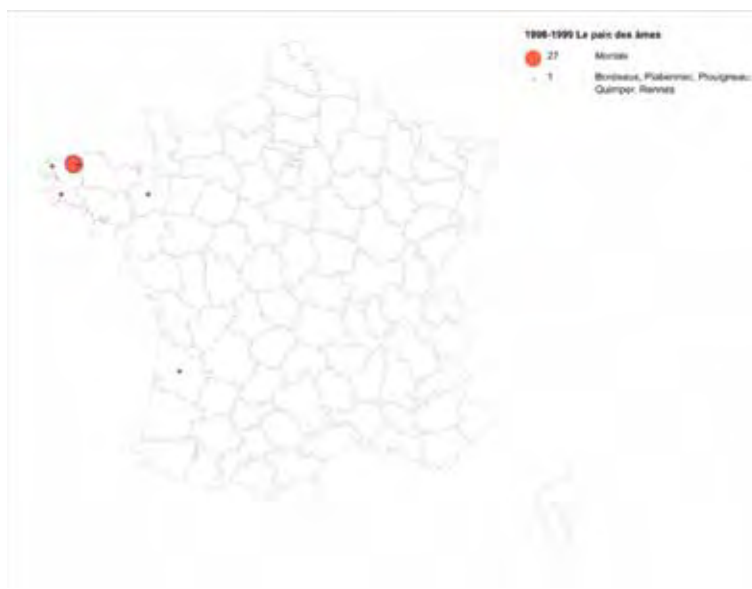 1998-1999 Le pain des âmes
27 Morlaix
1 Bordeaux, Plabennec, Plouigneau,
Quimper, Rennes